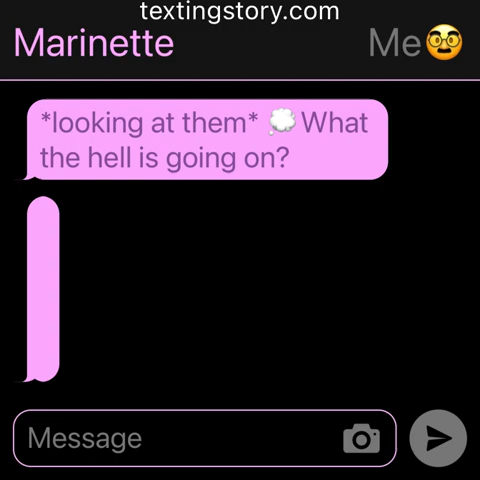 textingstory.com
Marinette
Me🥸
*looking at them* 💭What
the hell is going on?
Message